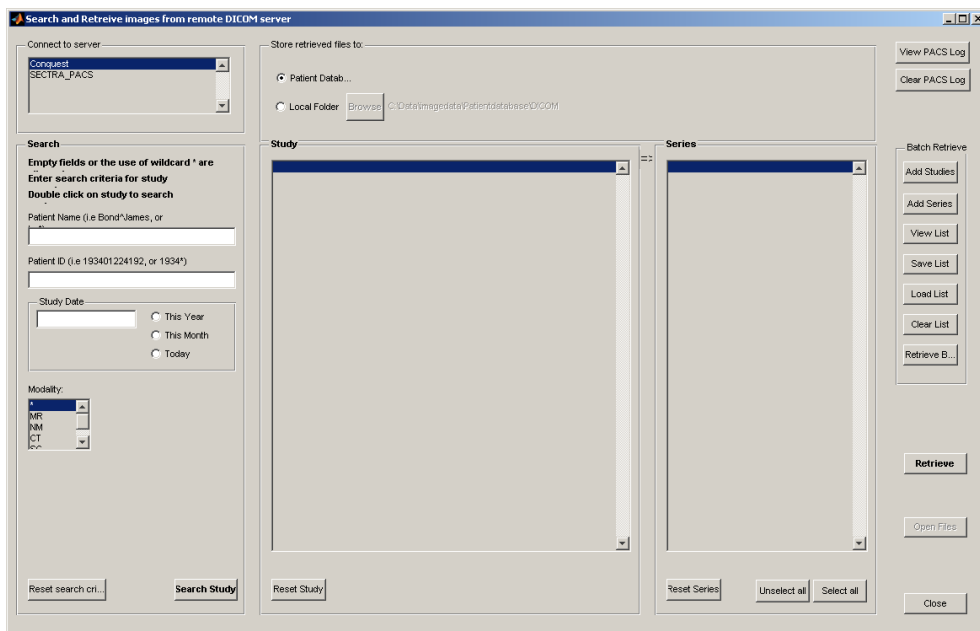 Search and Retreive images from remote DICOM server
Connect to server
Conquest
SECTRA_PACS
Store retrieved files to:
Patient Datab...
Local Folder
Browse
C:\Data\Imagedata\Patientdatabase\DICOM
View PACS Log
Clear PACS Log
Search
Empty fields or the use of wildcard * are
Enter search criteria for study
Double click on study to search
Patient Name (i.e Bond^James, or
Patient ID (i.e 193401224192, or 1934*)
Study Date
This Year
This Month
Today
Modality:
*
MR
NM
CT
SC
Reset search cri...
Search Study
Study
Reset Study
=>
Series
Reset Series
Unselect all
Select all
Batch Retrieve
Add Studies
Add Series
View List
Save List
Load List
Clear List
Retrieve B...
Retrieve
Open Files
Close